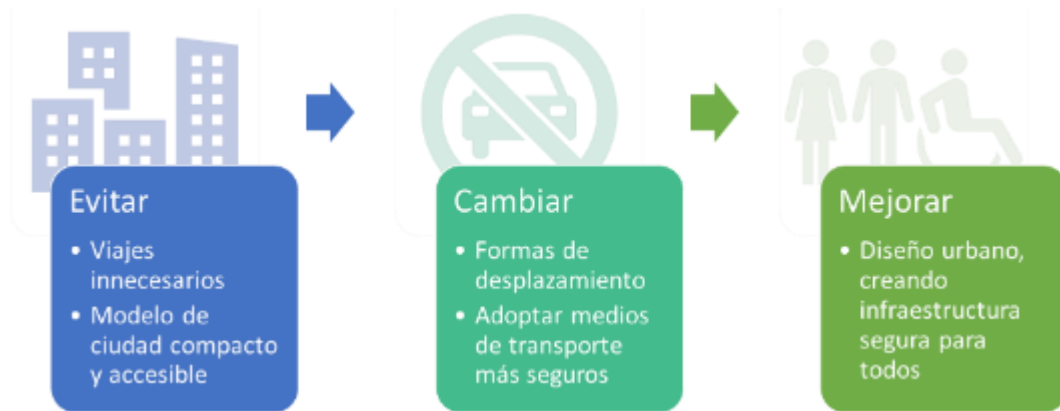 Evitar
• Viajes
innecesarios
• Modelo de
ciudad compacto
y accesible
Cambiar
• Formas de
desplazamiento
• Adoptar medios
de transporte
más seguros
Mejorar
• Diseño urbano,
creando
infraestructura
segura para
todos